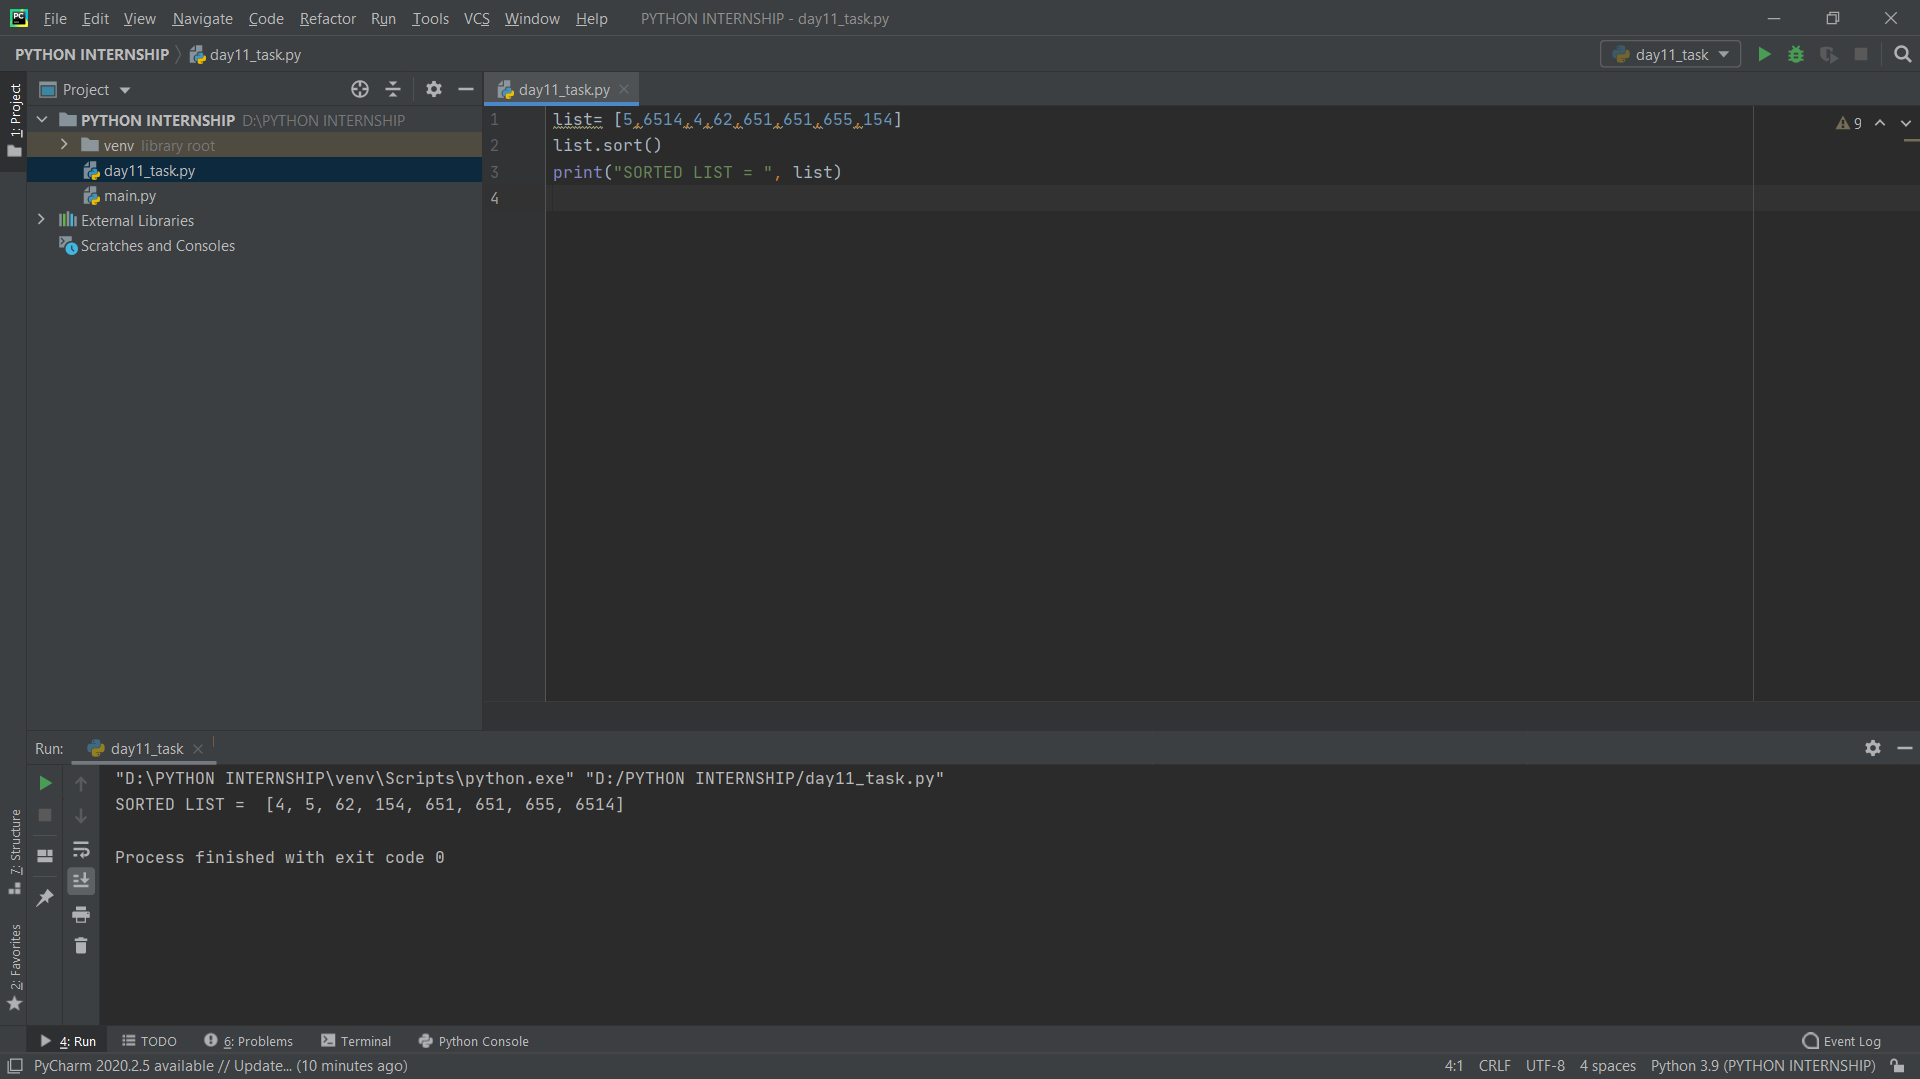 File Edit View Navigate Code Refactor Run Tools VCS Window Help PYTHON INTERNSHIP - day11_task.py
PYTHON INTERNSHIP day11_task.py day11_task
1: Project
Project
day11_task.py
PYTHON INTERNSHIP D:\PYTHON INTERNSHIP
venv library root
day11_task.py
main.py
External Libraries
Scratches and Consoles
1 list= [5,6514,4,62,651,651,655,154]
2 list.sort()
3 print("SORTED LIST = ", list)
4
9
Run: day11_task
"D:\PYTHON INTERNSHIP\venv\Scripts\python.exe" "D:/PYTHON INTERNSHIP/day11_task.py"
SORTED LIST =  [4, 5, 62, 154, 651, 651, 655, 6514]
Process finished with exit code 0
7: Structure
2: Favorites
4: Run TODO 6: Problems Terminal Python Console Event Log
PyCharm 2020.2.5 available // Update... (10 minutes ago) 4:1 CRLF UTF-8 4 spaces Python 3.9 (PYTHON INTERNSHIP)